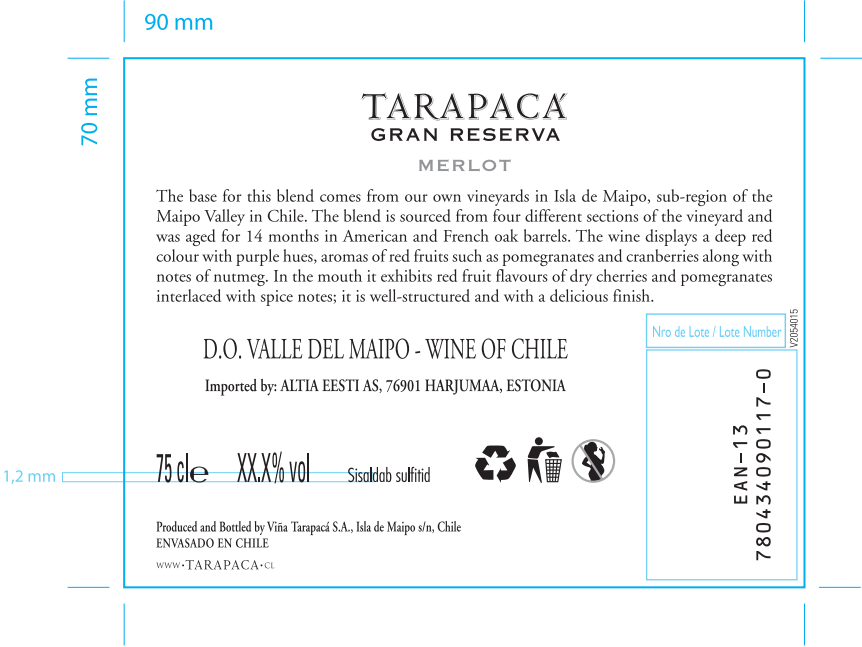 90 mm
70 mm
TARAPACÁ
GRAN RESERVA
MERLOT
The base for this blend comes from our own vineyards in Isla de Maipo, sub-region of the
Maipo Valley in Chile. The blend is sourced from four different sections of the vineyard and
was aged for 14 months in American and French oak barrels. The wine displays a deep red
colour with purple hues, aromas of red fruits such as pomegranates and cranberries along with
notes of nutmeg. In the mouth it exhibits red fruit flavours of dry cherries and pomegranates
interlaced with spice notes; it is well-structured and with a delicious finish.
Nro de Lote / Lote Number
V2054015
D.O. VALLE DEL MAIPO - WINE OF CHILE
Imported by: ALTIA EESTI AS, 76901 HARJUMAA, ESTONIA
EAN-13
7804340901117-0
1,2 mm
75 cl℮ XX.X% vol Sisaldab sulfitid
Produced and Bottled by Viña Tarapacá S.A., Isla de Maipo s/n, Chile
ENVASADO EN CHILE
WWW•TARAPACA•CL